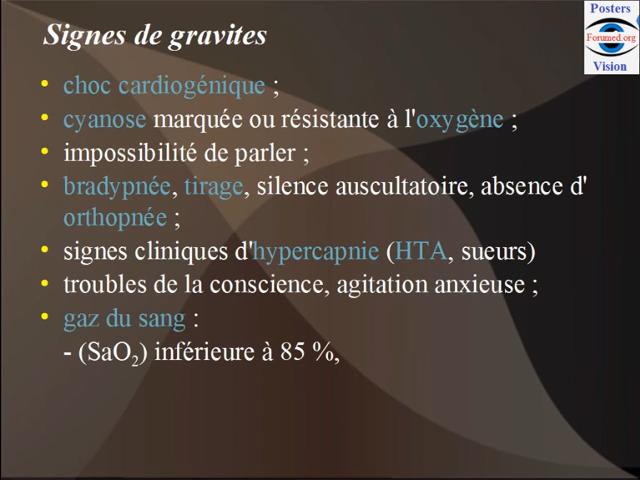 Signes de gravites
Posters
Forumed.org
Vision
• choc cardiogénique ;
• cyanose marquée ou résistante à l'oxygène ;
• impossibilité de parler ;
• bradypnée, tirage, silence auscultatoire, absence d'
orthopnée ;
• signes cliniques d'hypercapnie (HTA, sueurs)
• troubles de la conscience, agitation anxieuse ;
• gaz du sang :
- (SaO₂) inférieure à 85 %,